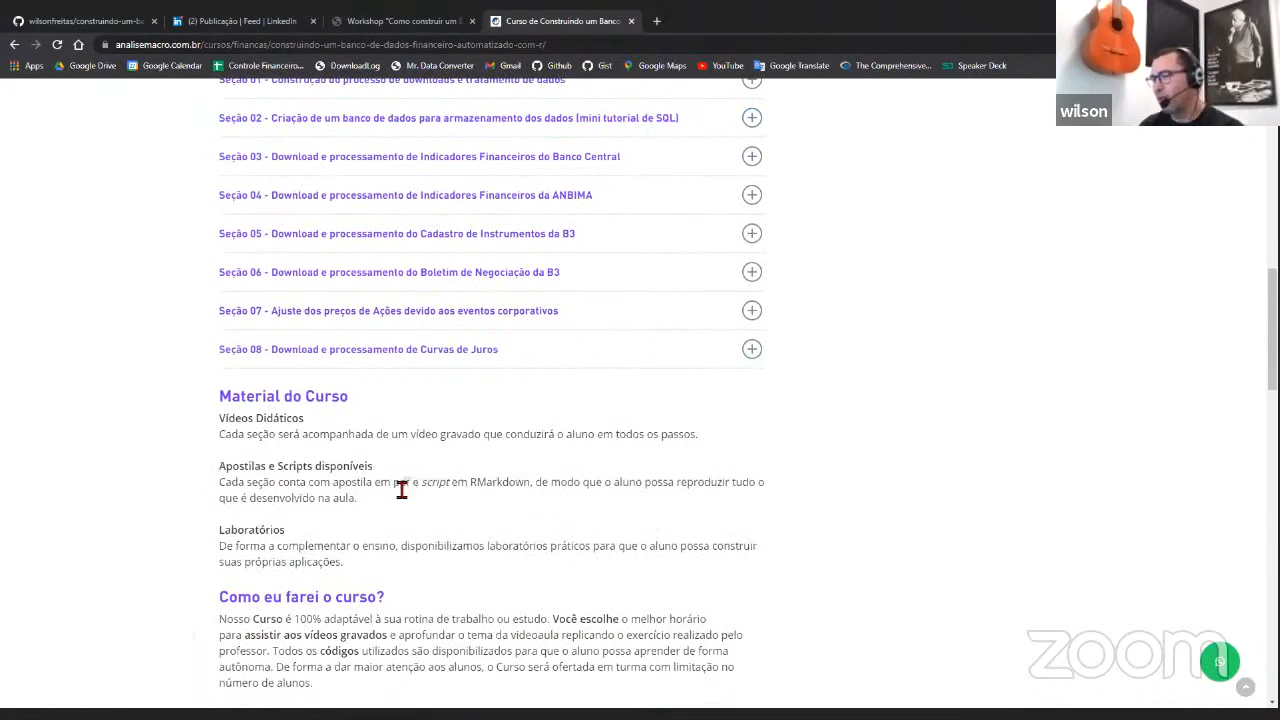 wilsonfreitas/construindo-um-ba
(2) Publicação | Feed | LinkedIn
Workshop "Como construir um
Curso de Construindo um Banco
analisemacro.com.br/cursos/financas/construindo-um-banco-de-dados-financeiro-automatizado-com-r/
Apps Google Drive Google Calendar Controle Financeiro... DownloadLog Mr. Data Converter Gmail Github Gist Google Maps YouTube Google Translate The Comprehensive... Speaker Deck
wilson
Seção 01 - Construção do processo de downloads e tratamento de dados
Seção 02 - Criação de um banco de dados para armazenamento dos dados (mini tutorial de SQL)
Seção 03 - Download e processamento de Indicadores Financeiros do Banco Central
Seção 04 - Download e processamento de Indicadores Financeiros da ANBIMA
Seção 05 - Download e processamento do Cadastro de Instrumentos da B3
Seção 06 - Download e processamento do Boletim de Negociação da B3
Seção 07 - Ajuste dos preços de Ações devido aos eventos corporativos
Seção 08 - Download e processamento de Curvas de Juros
Material do Curso
Vídeos Didáticos
Cada seção será acompanhada de um vídeo gravado que conduzirá o aluno em todos os passos.
Apostilas e Scripts disponíveis
Cada seção conta com apostila em e script em RMarkdown, de modo que o aluno possa reproduzir tudo o
que é desenvolvido na aula.
Laboratórios
De forma a complementar o ensino, disponibilizamos laboratórios práticos para que o aluno possa construir
suas próprias aplicações.
Como eu farei o curso?
Nosso Curso é 100% adaptável à sua rotina de trabalho ou estudo. Você escolhe o melhor horário
para assistir aos vídeos gravados e aprofundar o tema da videoaula replicando o exercício realizado pelo
professor. Todos os códigos utilizados são disponibilizados para que o aluno possa aprender de forma
autônoma. De forma a dar maior atenção aos alunos, o Curso será ofertada em turma com limitação no
número de alunos.
zoom